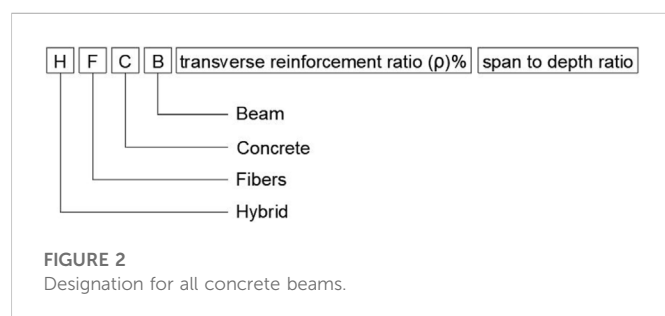 H F C B transverse reinforcement ratio (ρ)% span to depth ratio
Beam
Concrete
Fibers
Hybrid
FIGURE 2
Designation for all concrete beams.